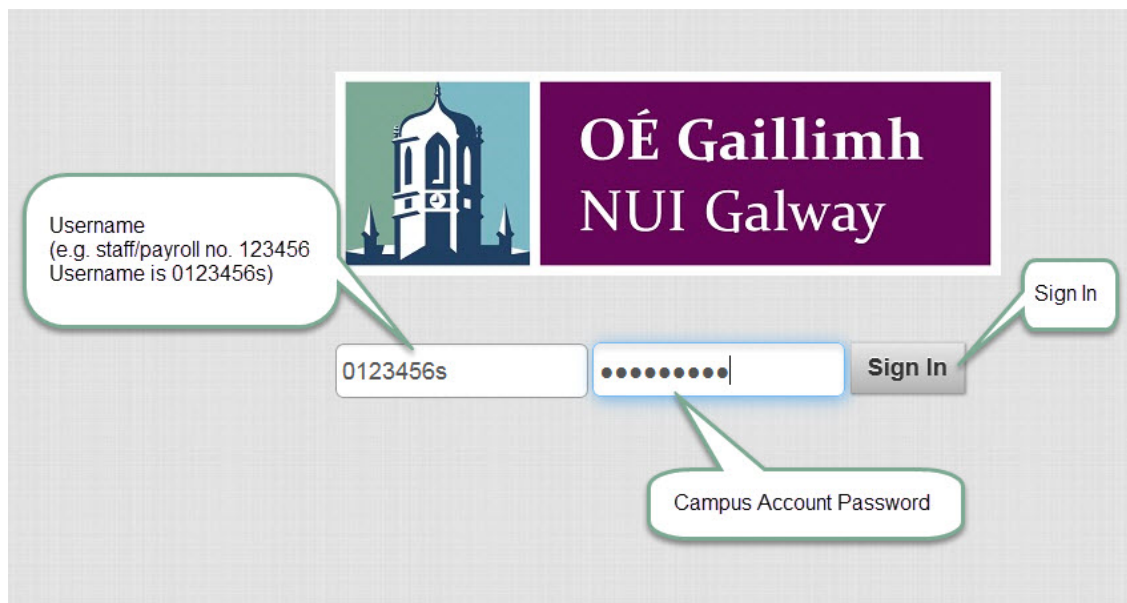 OÉ Gaillimh
NUI Galway
Username
(e.g. staff/payroll no. 123456
Username is 0123456s)
Sign In
0123456s
●●●●●●●●●
Sign In
Campus Account Password